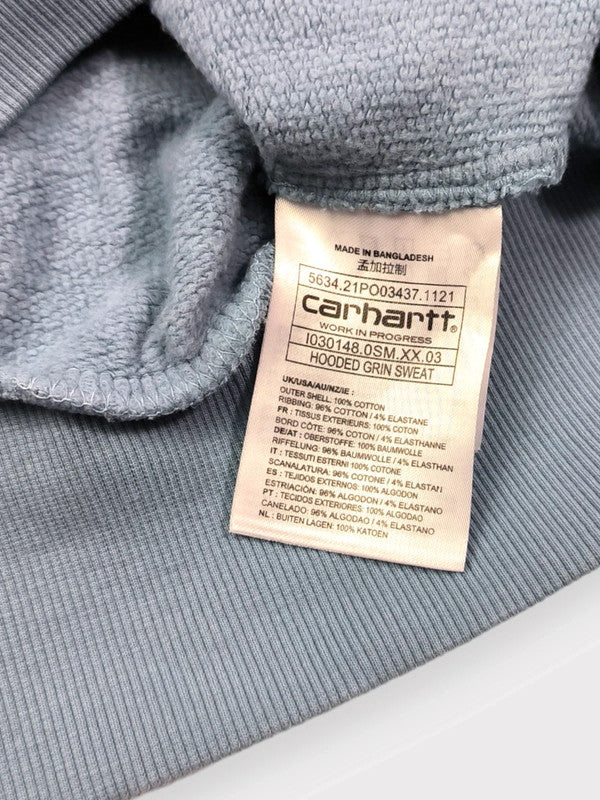 MADE IN BANGLADESH
孟加拉制
5634.21PO03437.1121
carhartt®
WORK IN PROGRESS
I030148.0SM.XX.03
HOODED GRIN SWEAT
UK/USA/AU/NZ/IE :
OUTER SHELL: 100% COTTON
RIBBING: 96% COTTON / 4% ELASTANE
FR : TISSUS EXTERIEURS: 100% COTON
BORD CÔTE: 96% COTON / 4% ELASTHANNE
DE/AT : OBERSTOFFE: 100% BAUMWOLLE
RIFFELUNG: 96% BAUMWOLLE / 4% ELASTHAN
IT : TESSUTI ESTERNI 100% COTONE
SCANALATURA: 96% COTONE / 4% ELASTAN
ES : TEJIDOS EXTERNOS: 100% ALGODON
ESTRIACIÓN: 96% ALGODON / 4% ELASTANO
PT : TECIDOS EXTERIORES: 100% ALGODAO
CANELADO: 96% ALGODAO / 4% ELASTANO
NL : BUITEN LAGEN: 100% KATOEN